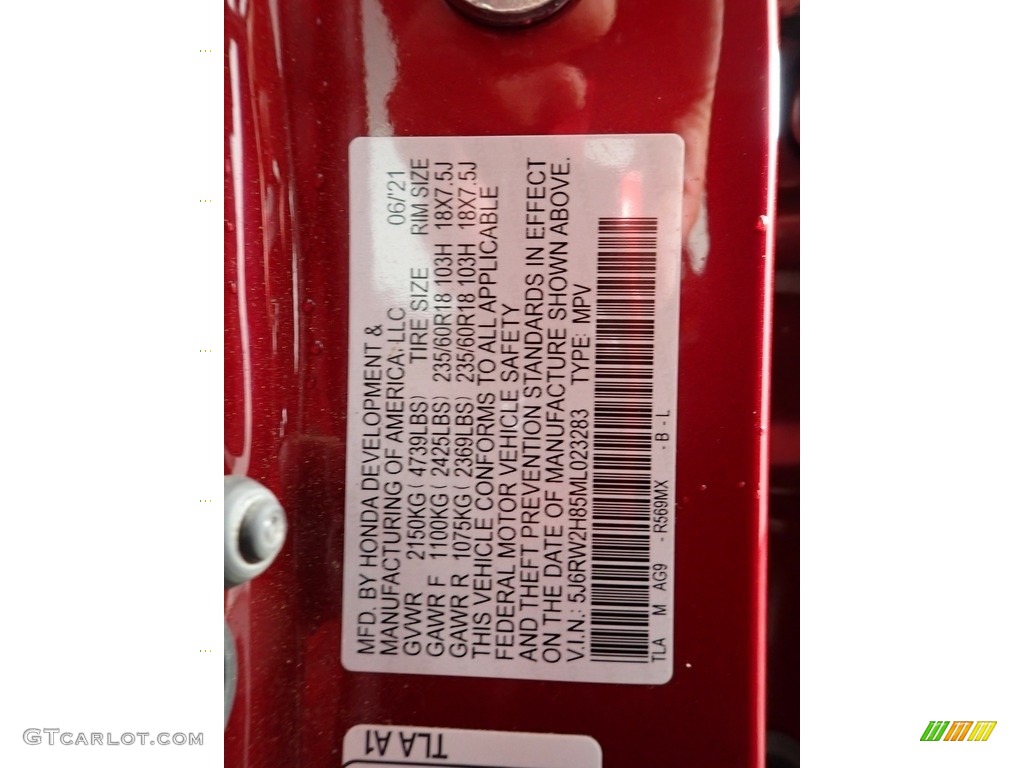 MFD. BY HONDA DEVELOPMENT &
MANUFACTURING OF AMERICA, LLC 06/'21
GVWR 2150KG ( 4739LBS) TIRE SIZE RIM SIZE
GAWR F 1100KG ( 2425LBS) 235/60R18 103H 18X7.5J
GAWR R 1075KG ( 2369LBS) 235/60R18 103H 18X7.5J
THIS VEHICLE CONFORMS TO ALL APPLICABLE
FEDERAL MOTOR VEHICLE SAFETY
AND THEFT PREVENTION STANDARDS IN EFFECT
ON THE DATE OF MANUFACTURE SHOWN ABOVE.
V.I.N.: 5J6RW2H85ML023283 TYPE: MPV
TLA M AG9 - R569MX - B - L
TLA A1
GTCARLOT.COM